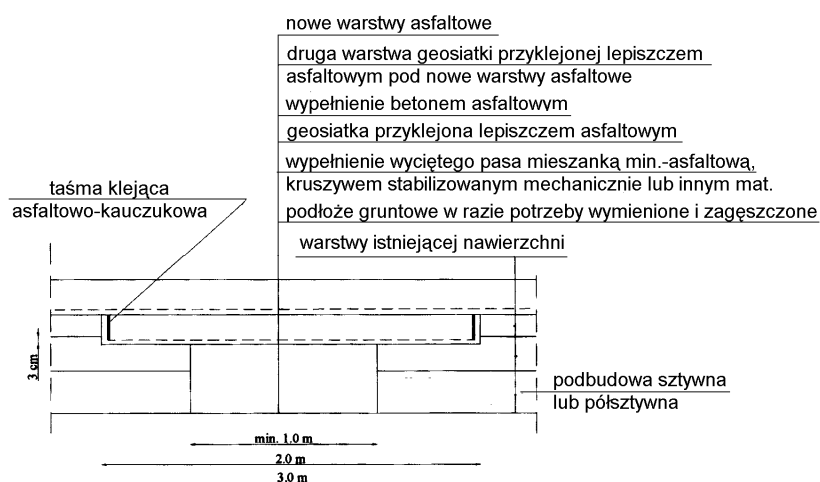 nowe warstwy asfaltowe
druga warstwa geosiatki przyklejonej lepiszczem
asfaltowym pod nowe warstwy asfaltowe
wypełnienie betonem asfaltowym
geosiatka przyklejona lepiszczem asfaltowym
wypełnienie wyciętego pasa mieszanką min.-asfaltową,
kruszywem stabilizowanym mechanicznie lub innym mat.
podłoże gruntowe w razie potrzeby wymienione i zagęszczone
warstwy istniejącej nawierzchni
taśma klejąca
asfaltowo-kauczukowa
3 cm
podbudowa sztywna
lub półsztywna
min. 1.0 m
2.0 m
3.0 m